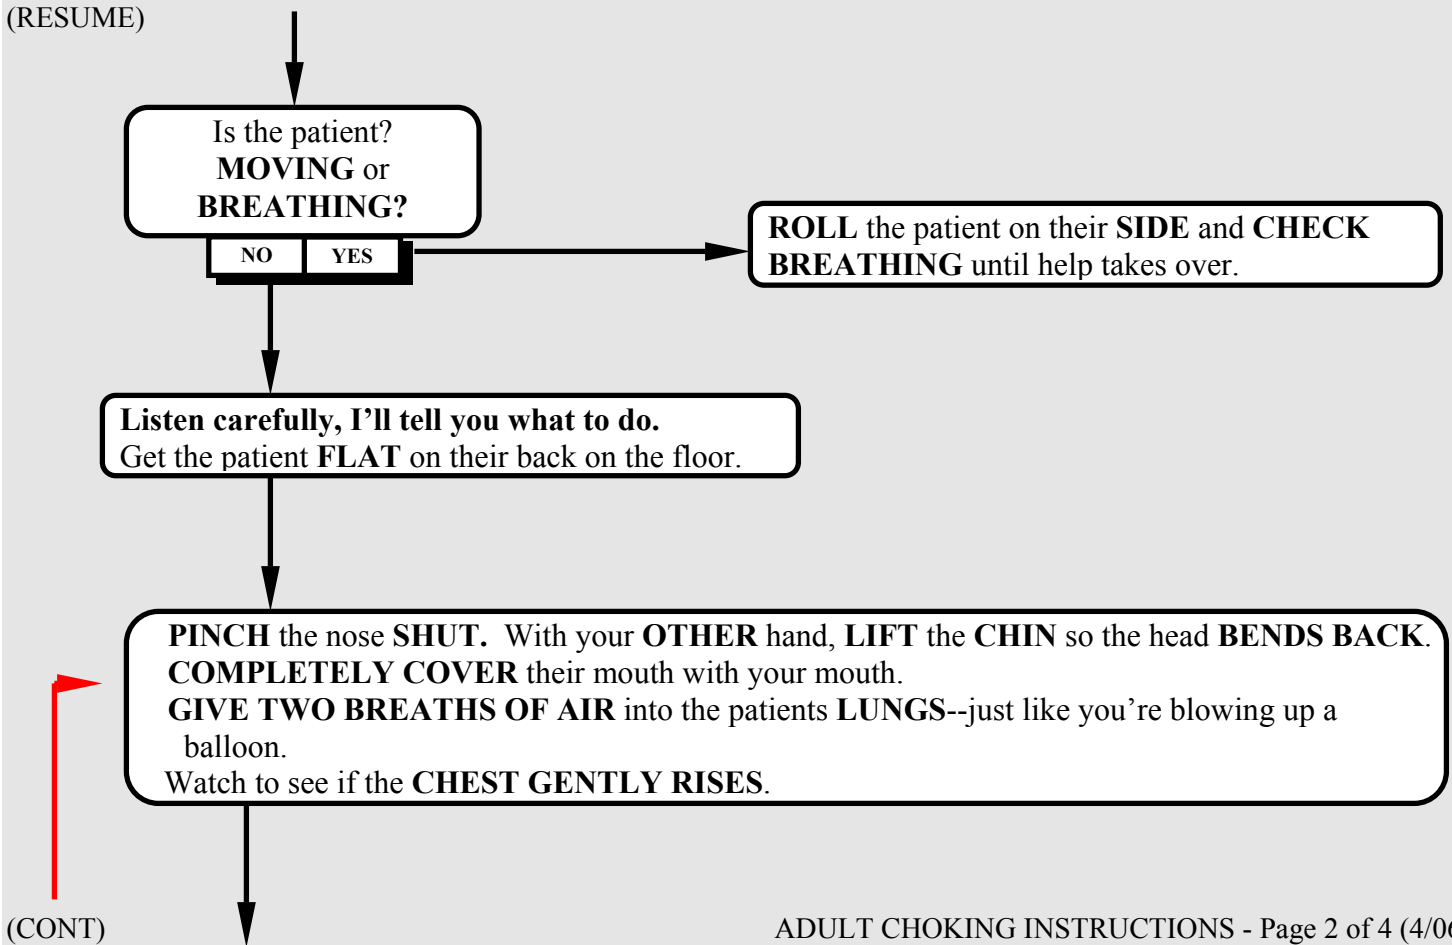 (RESUME)
Is the patient?
MOVING or
BREATHING?
NO YES
ROLL the patient on their SIDE and CHECK
BREATHING until help takes over.
Listen carefully, I’ll tell you what to do.
Get the patient FLAT on their back on the floor.
PINCH the nose SHUT.  With your OTHER hand, LIFT the CHIN so the head BENDS BACK.
COMPLETELY COVER their mouth with your mouth.
GIVE TWO BREATHS OF AIR into the patients LUNGS--just like you’re blowing up a
balloon.
Watch to see if the CHEST GENTLY RISES.
(CONT)
ADULT CHOKING INSTRUCTIONS - Page 2 of 4 (4/06